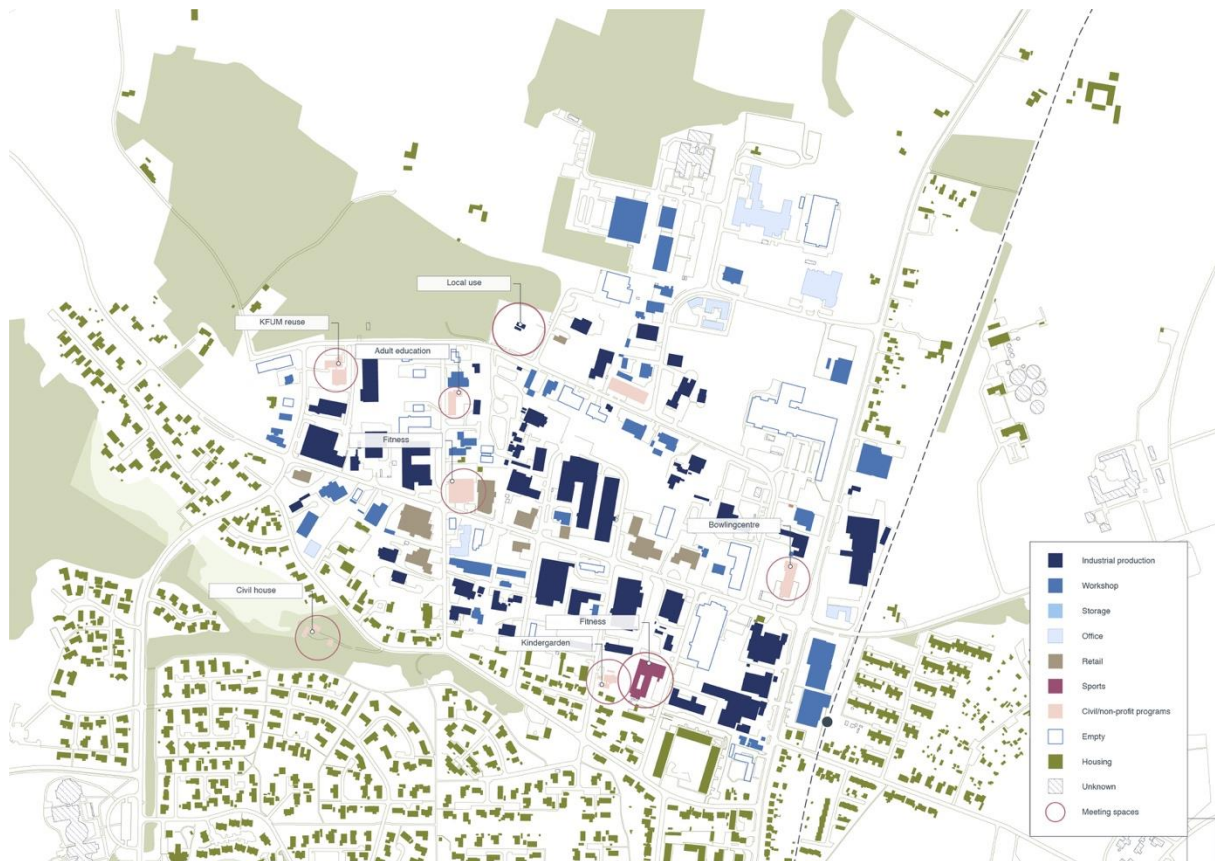 Local use
KFUM reuse
Adult education
Fitness
Bowlingcentre
Civil house
Fitness
Kindergarden
Industrial production
Workshop
Storage
Office
Retail
Sports
Civil/non-profit programs
Empty
Housing
Unknown
Meeting spaces